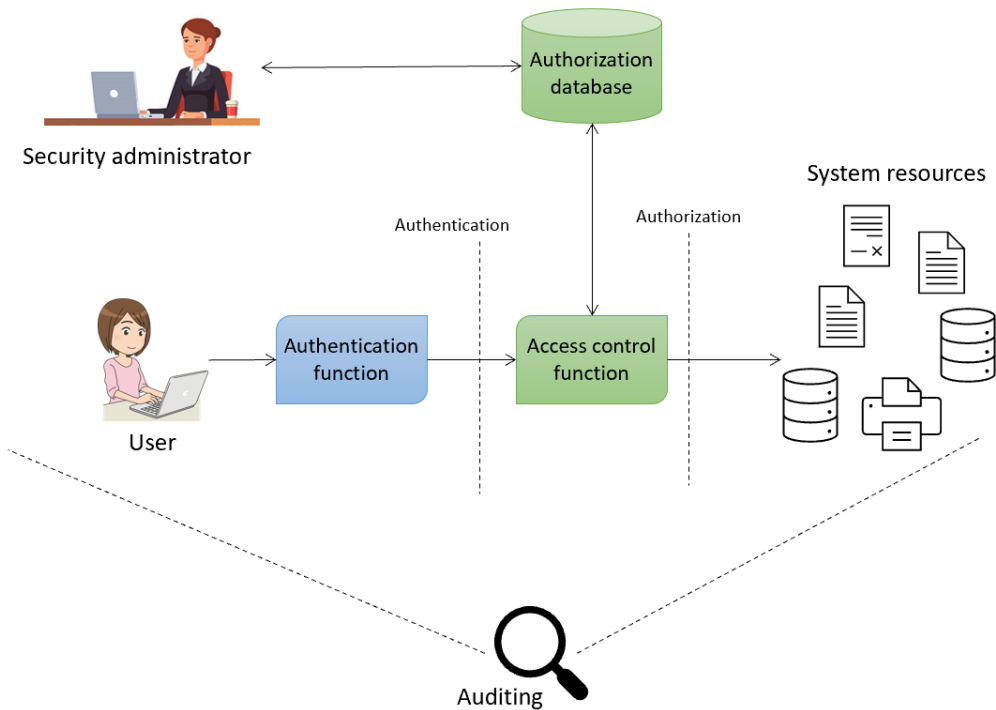 Authorization
database
Security administrator
System resources
Authentication
Authorization
Authentication
function
Access control
function
User
Auditing